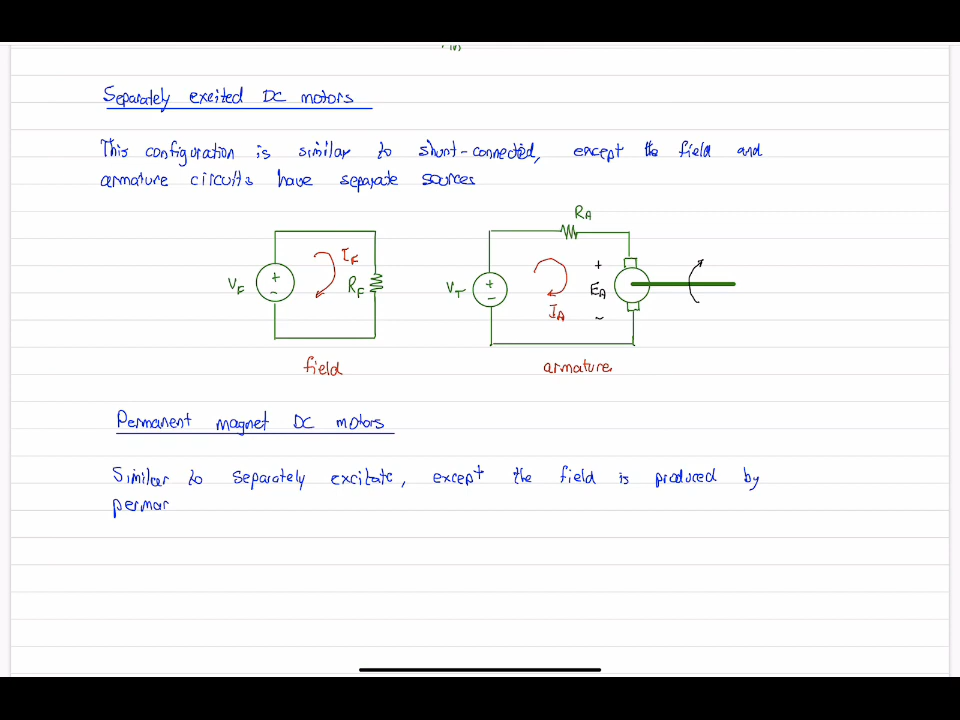 Separately excited DC motors
This configuration is similar to shunt-connected, except the field and
armature circuits have separate sources
RA
VF
+
-
IF
RF
VT
+
-
IA
+
EA
-
field
armature
Permanent magnet DC motors
Similar to separately excitate, except the field is produced by
permar